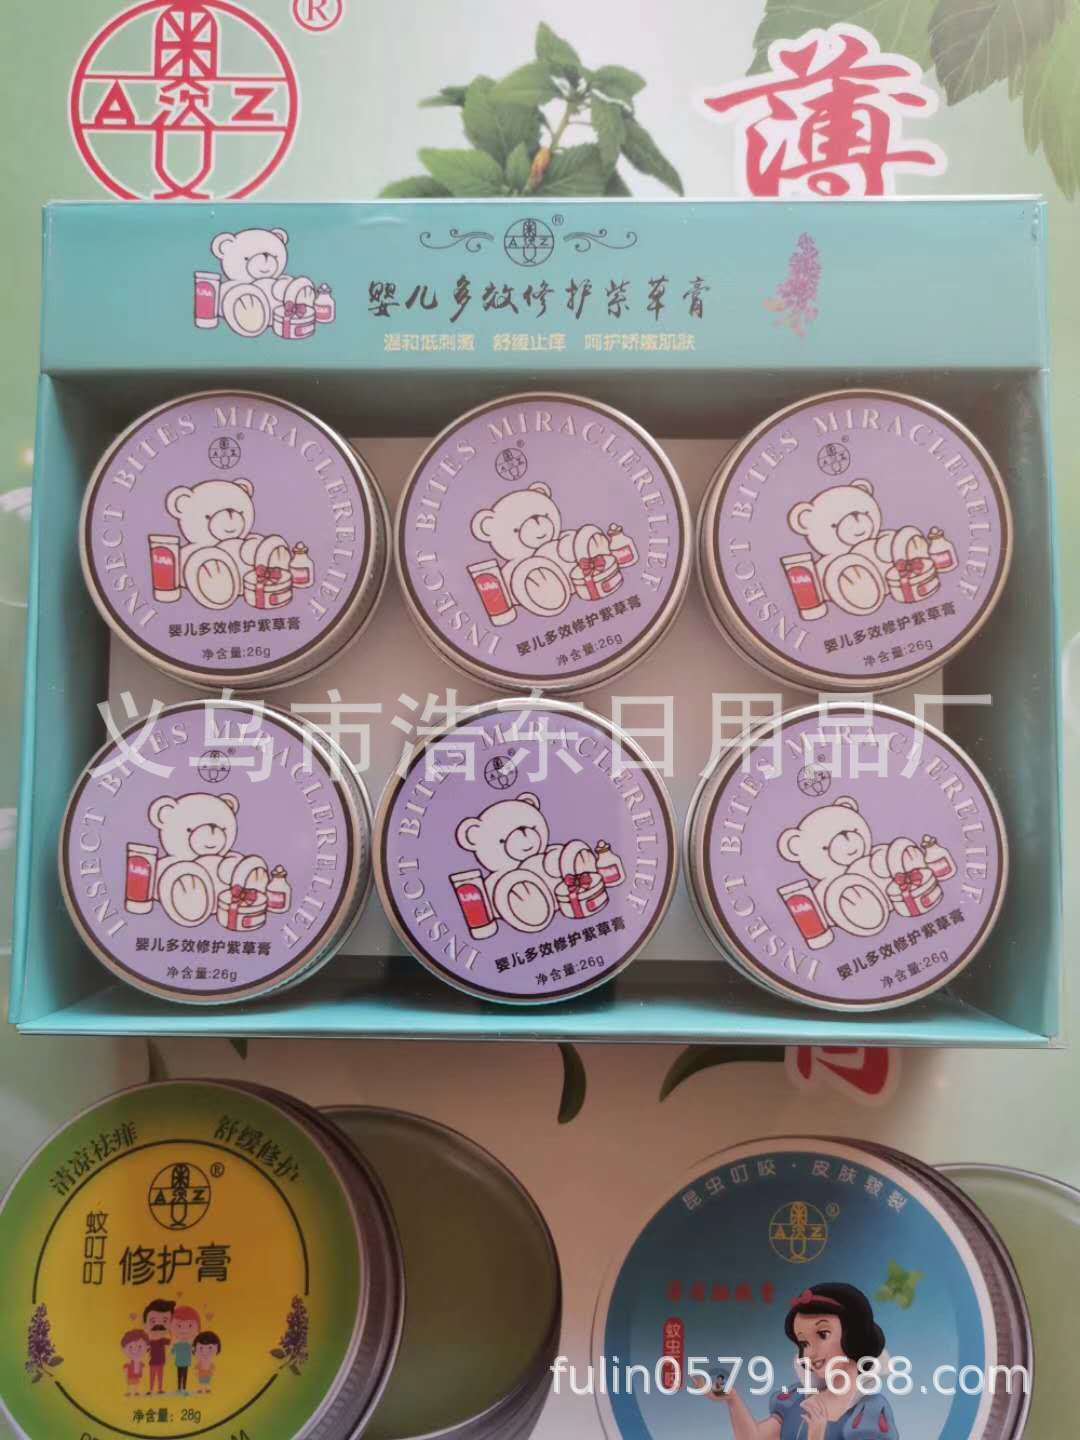 奥
A 次 Z
®
薄
奥
A 次 Z
®
婴儿多效修护紫草膏
温和低刺激 舒缓止痒 呵护娇嫩肌肤
INSECT BITES MIRACLERELIEF
婴儿多效修护紫草膏
净含量:26g
INSECT BITES MIRACLERELIEF
婴儿多效修护紫草膏
净含量:26g
INSECT BITES MIRACLERELIEF
婴儿多效修护紫草膏
净含量:26g
义乌市浩东日用品厂
INSECT BITES MIRACLERELIEF
婴儿多效修护紫草膏
净含量:26g
INSECT BITES MIRACLERELIEF
婴儿多效修护紫草膏
净含量:26g
INSECT BITES MIRACLERELIEF
婴儿多效修护紫草膏
净含量:26g
清凉祛痱 舒缓修护
A 次 Z
®
蚊叮叮
修护膏
净含量: 28g
昆虫叮咬·皮肤皲裂
A 次 Z
®
蚊虫
fulin0579.1688.com